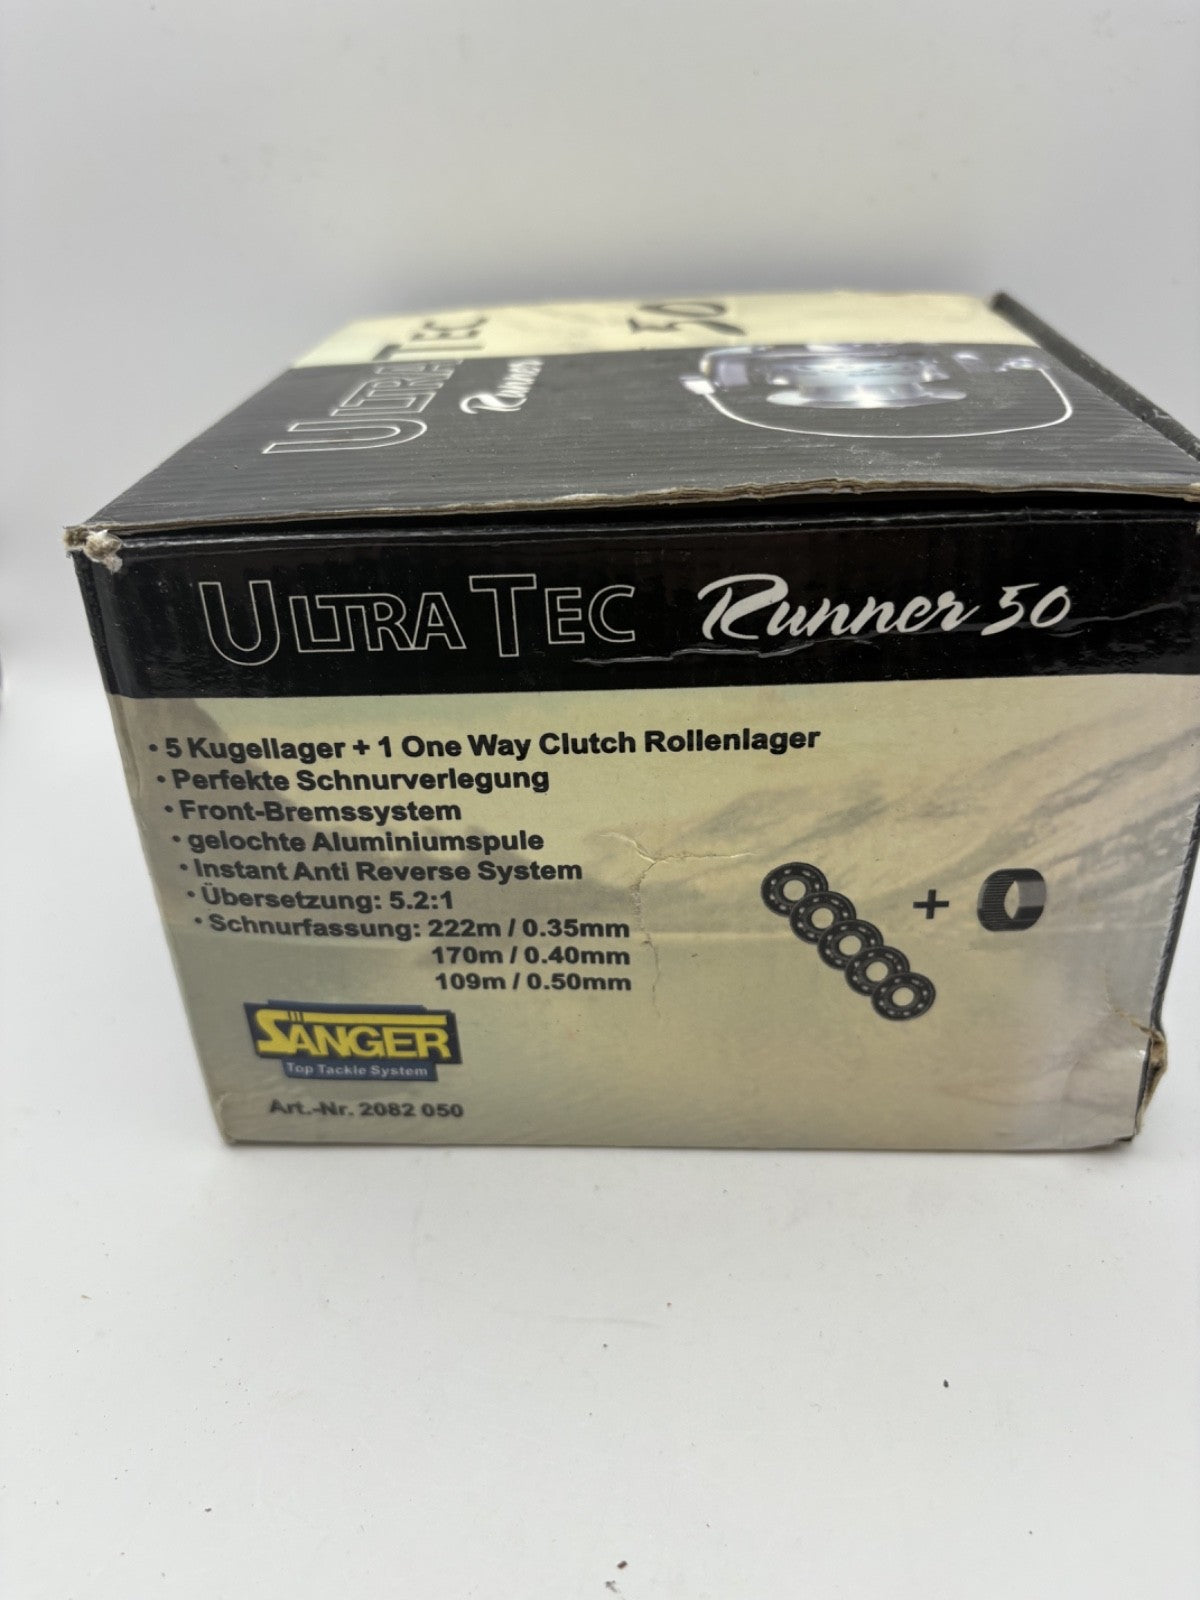 ULTRA TEC
Runner
50
ULTRA TEC Runner 50
• 5 Kugellager + 1 One Way Clutch Rollenlager
• Perfekte Schnurverlegung
• Front-Bremssystem
• gelochte Aluminiumspule
• Instant Anti Reverse System
• Übersetzung: 5.2:1
• Schnurfassung: 222m / 0.35mm
170m / 0.40mm
109m / 0.50mm
+
SÄNGER
Top Tackle System
Art.-Nr. 2082 050